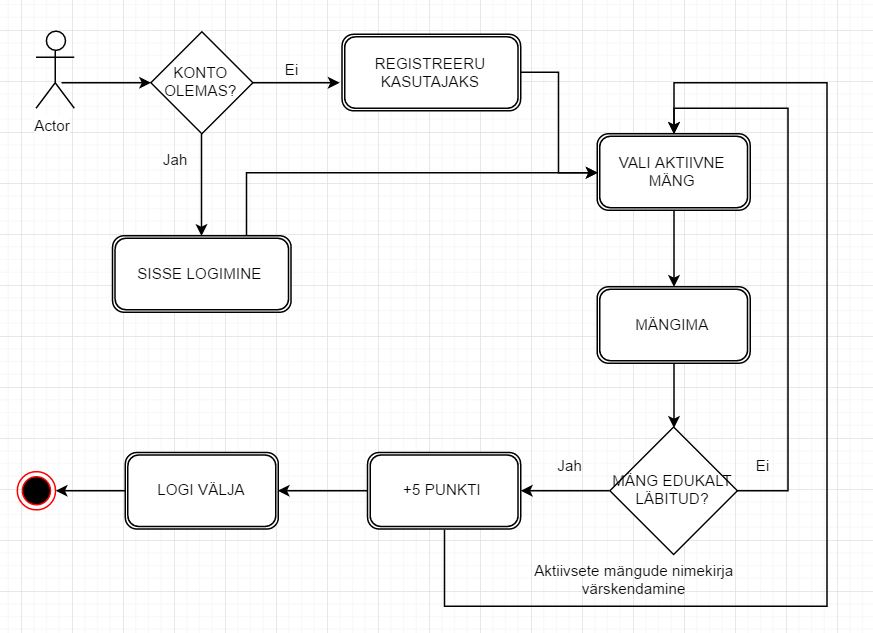 Actor
KONTO
OLEMAS?
Ei
REGISTREERU
KASUTAJAKS
Jah
SISSE LOGIMINE
VALI AKTIIVNE
MÄNG
MÄNGIMA
MÄNG EDUKALT
LÄBITUD?
Ei
Jah
+5 PUNKTI
LOGI VÄLJA
Aktiivsete mängude nimekirja
värskendamine